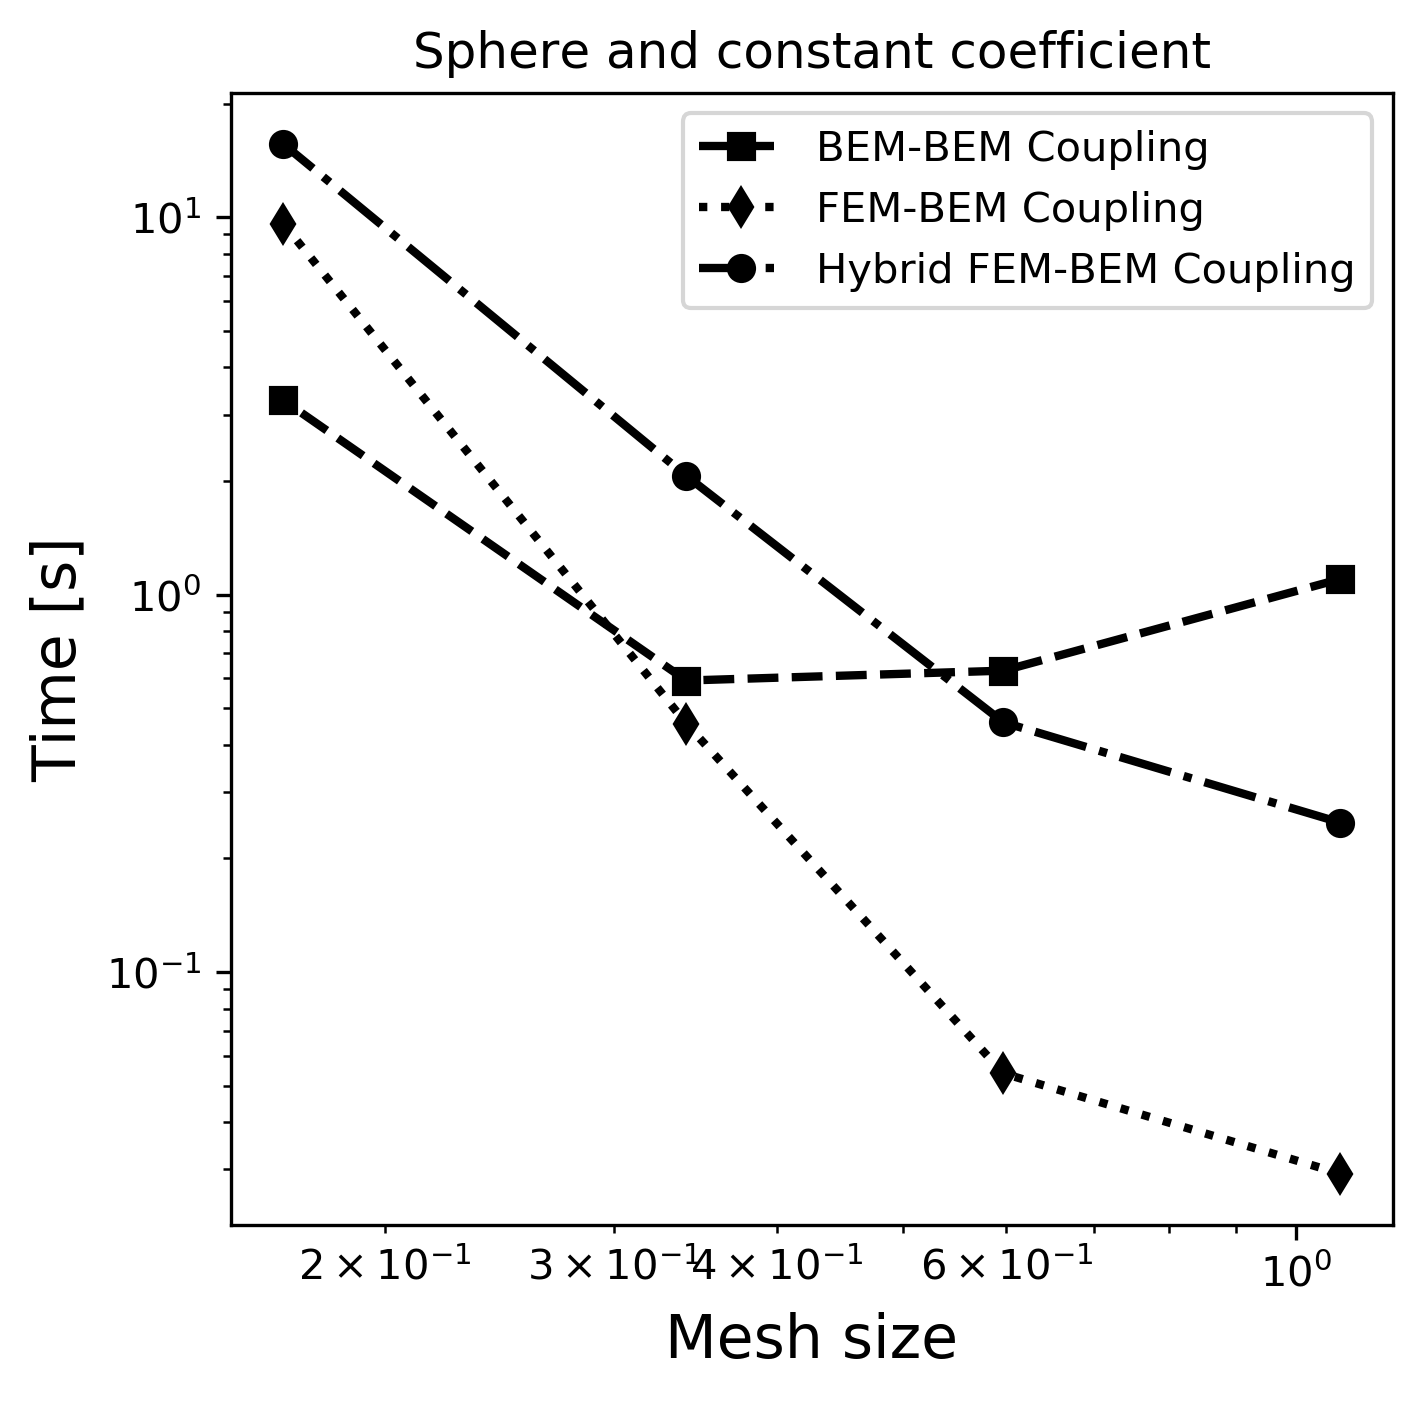 Sphere and constant coefficient
BEM-BEM Coupling
FEM-BEM Coupling
Hybrid FEM-BEM Coupling
Time [s]
10¹
10⁰
10⁻¹
2 × 10⁻¹ 3 × 10⁻¹ 4 × 10⁻¹ 6 × 10⁻¹ 10⁰
Mesh size